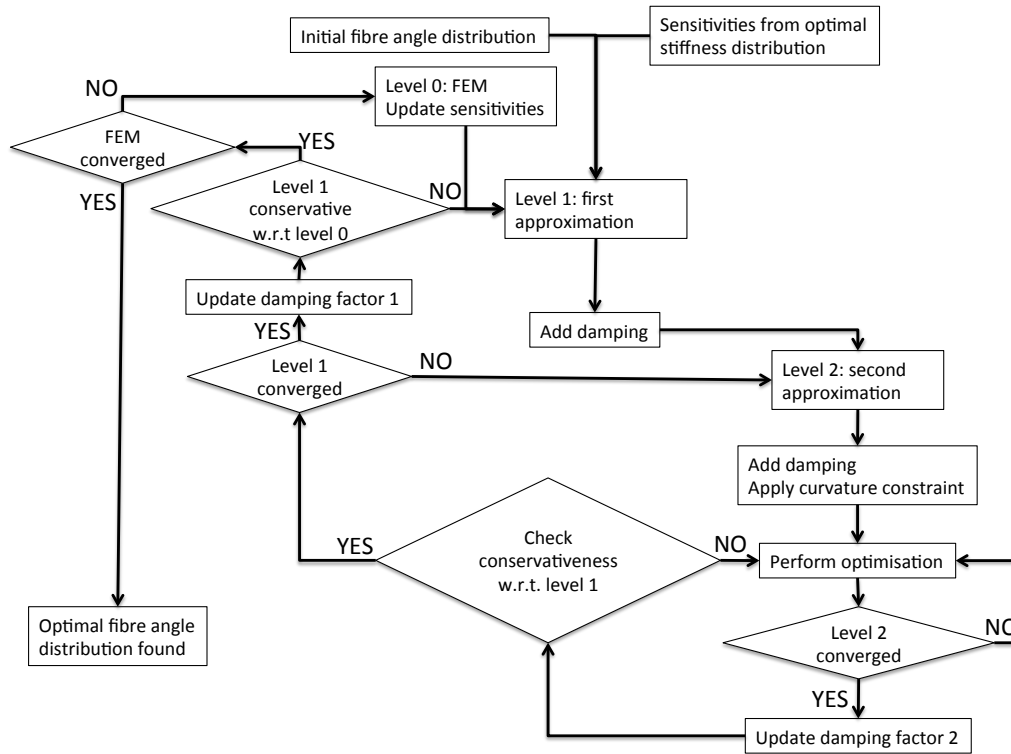 Initial fibre angle distribution
Sensitivities from optimal
stiffness distribution
NO
Level 0: FEM
Update sensitivities
FEM
converged
YES
YES
Level 1
conservative
w.r.t level 0
NO
Level 1: first
approximation
Update damping factor 1
Add damping
YES
Level 1
converged
NO
Level 2: second
approximation
Add damping
Apply curvature constraint
Check
conservativeness
w.r.t. level 1
YES
NO
Perform optimisation
Optimal fibre angle
distribution found
Level 2
converged
NO
YES
Update damping factor 2